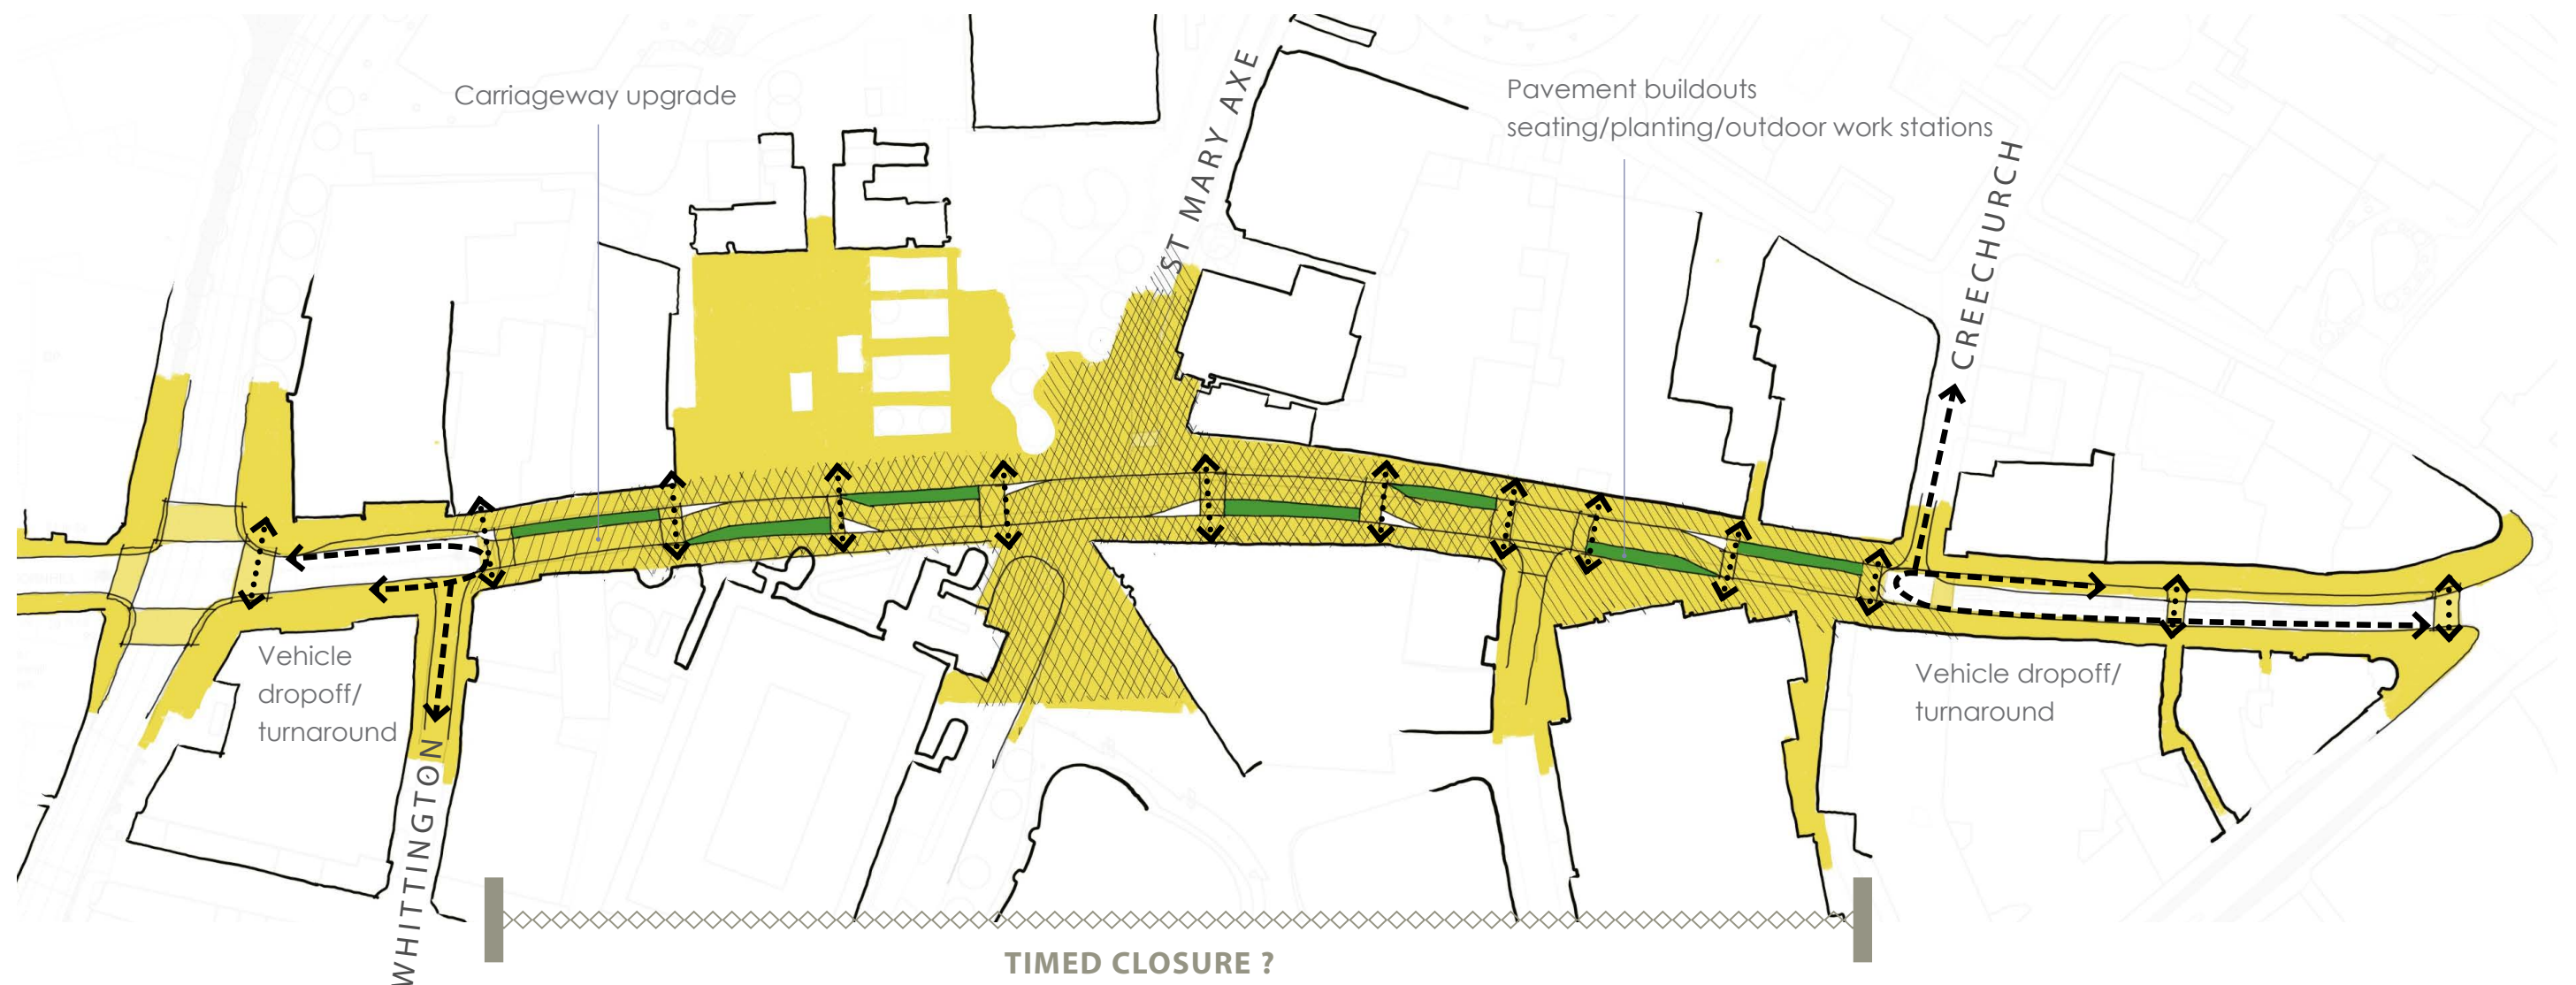 Carriageway upgrade
Pavement buildouts
seating/planting/outdoor work stations
ST MARY AXE
CREECHURCH
Vehicle
dropoff/
turnaround
Vehicle dropoff/
turnaround
WHITTINGTON
TIMED CLOSURE ?